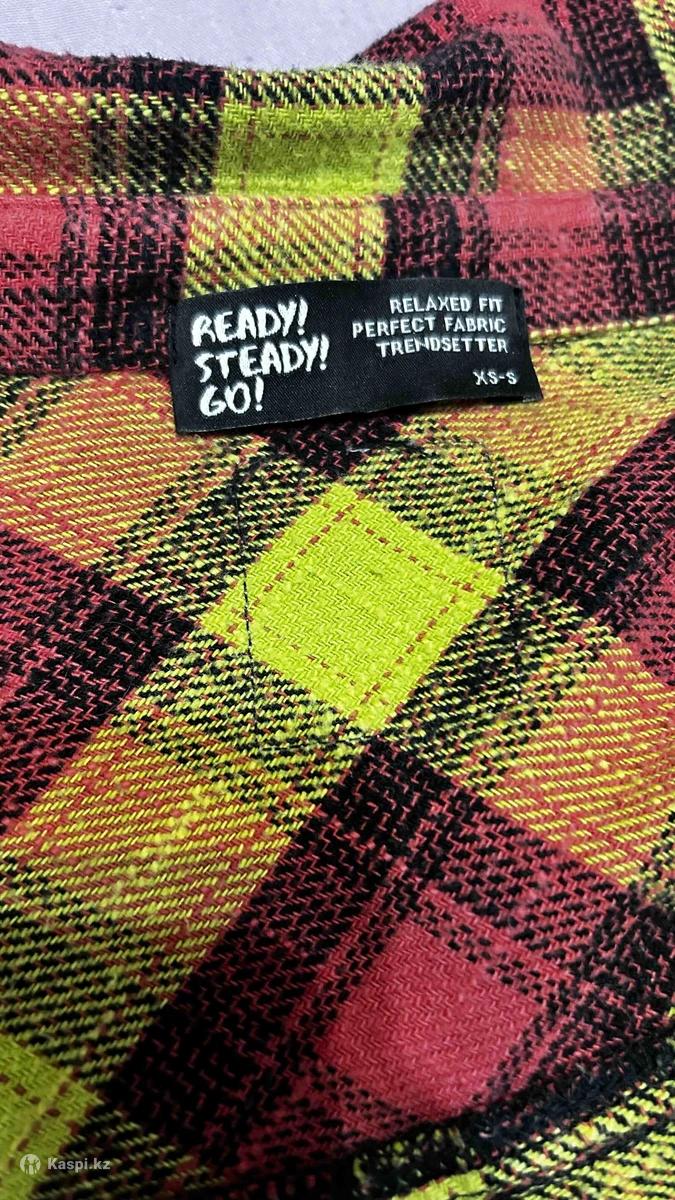 READY!
STEADY!
GO!
RELAXED FIT
PERFECT FABRIC
TRENDSETTER
XS-S
Kaspi.kz